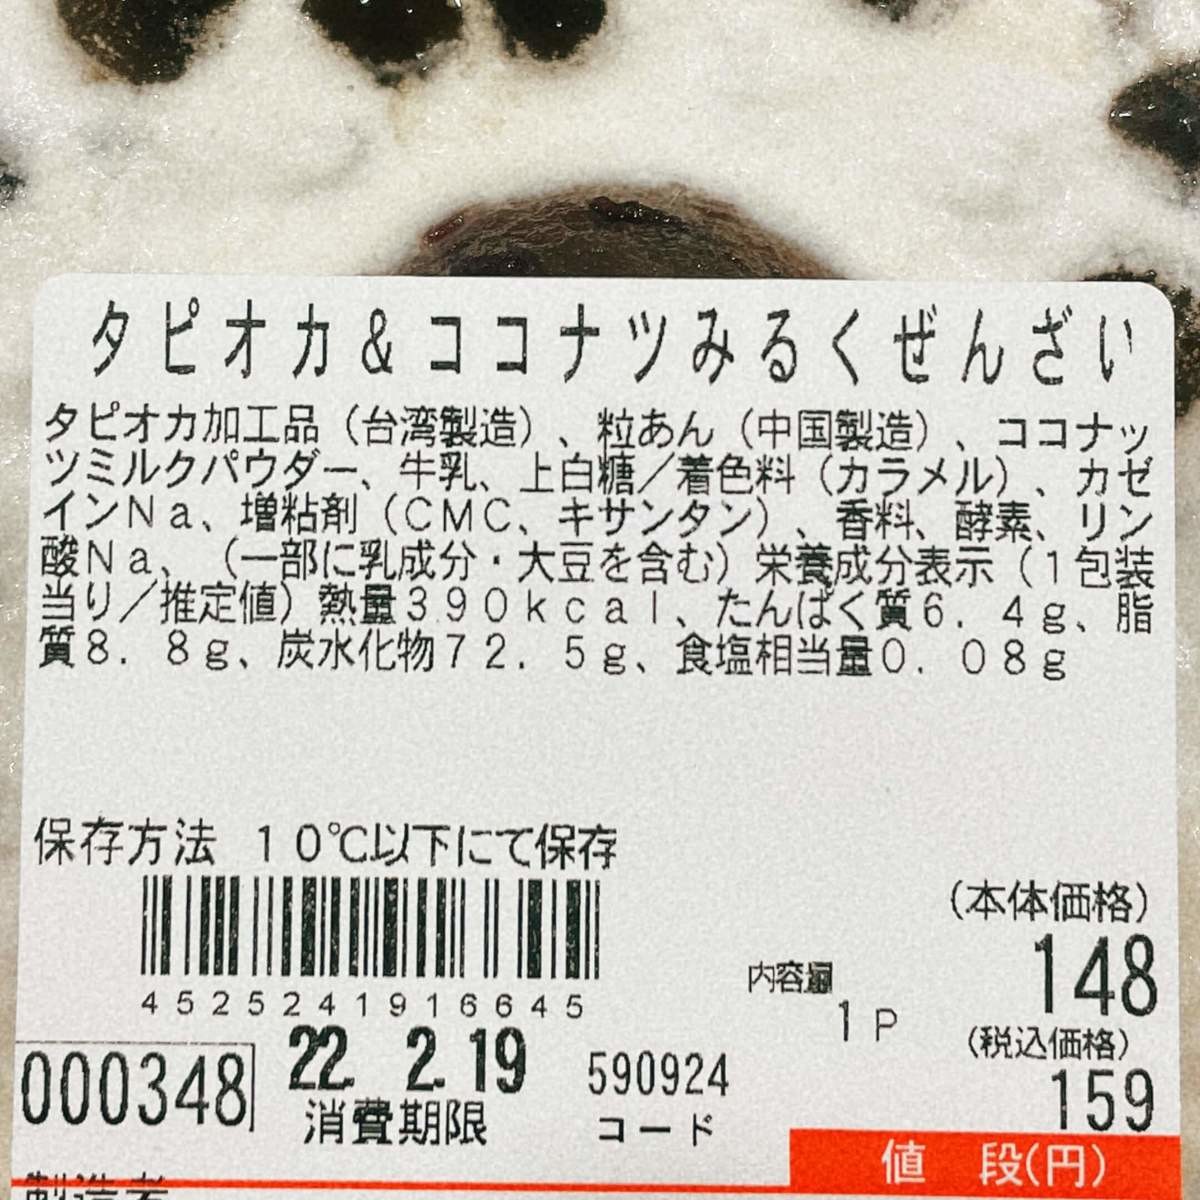 タピオカ&ココナツみるくぜんざい
タピオカ加工品（台湾製造）、粒あん（中国製造）、ココナッ
ツミルクパウダー、牛乳、上白糖／着色料（カラメル）、カゼ
インＮａ、増粘剤（ＣＭＣ、キサンタン）、香料、酵素、リン
酸Ｎａ、（一部に乳成分・大豆を含む）栄養成分表示（１包装
当り／推定値）熱量３９０ｋｃａｌ、たんぱく質６．４ｇ、脂
質８．８ｇ、炭水化物７２．５ｇ、食塩相当量０．０８ｇ
保存方法 １０℃以下にて保存
4525241916645
(本体価格)
148
内容量
1P
(税込価格)
159
000348
22. 2.19
消費期限
590924
コード
値 段(円)
製造者